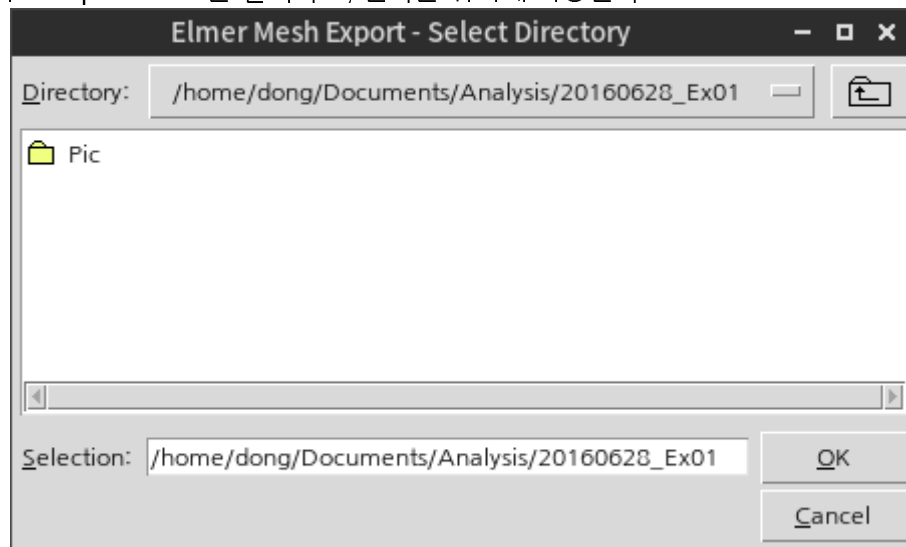 Elmer Mesh Export - Select Directory
Directory: /home/dong/Documents/Analysis/20160628_Ex01
Pic
Selection: /home/dong/Documents/Analysis/20160628_Ex01
OK
Cancel